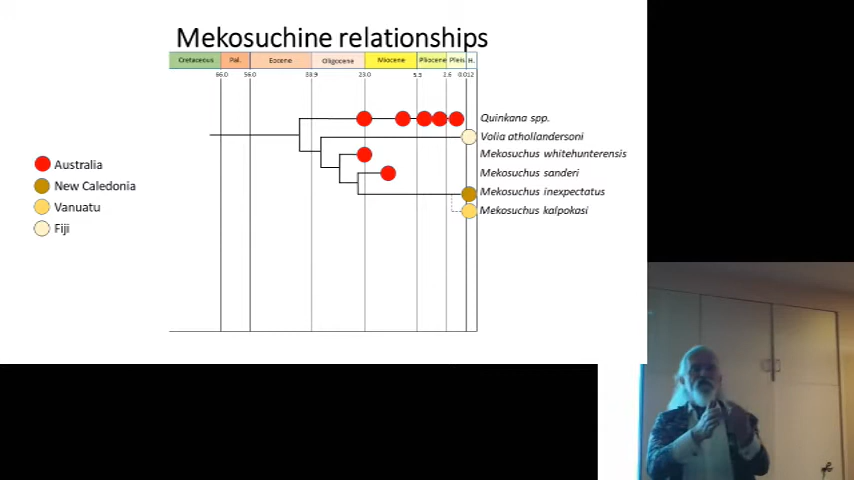 Mekosuchine relationships
Cretaceous Pal. Eocene Oligocene Miocene Pliocene Pleis. H.
66.0 56.0 33.9 23.0 5.3 2.6 0.012
Quinkana spp.
Volia athollandersoni
Mekosuchus whitehunterensis
Mekosuchus sanderi
Mekosuchus inexpectatus
Mekosuchus kalpokasi
Australia
New Caledonia
Vanuatu
Fiji